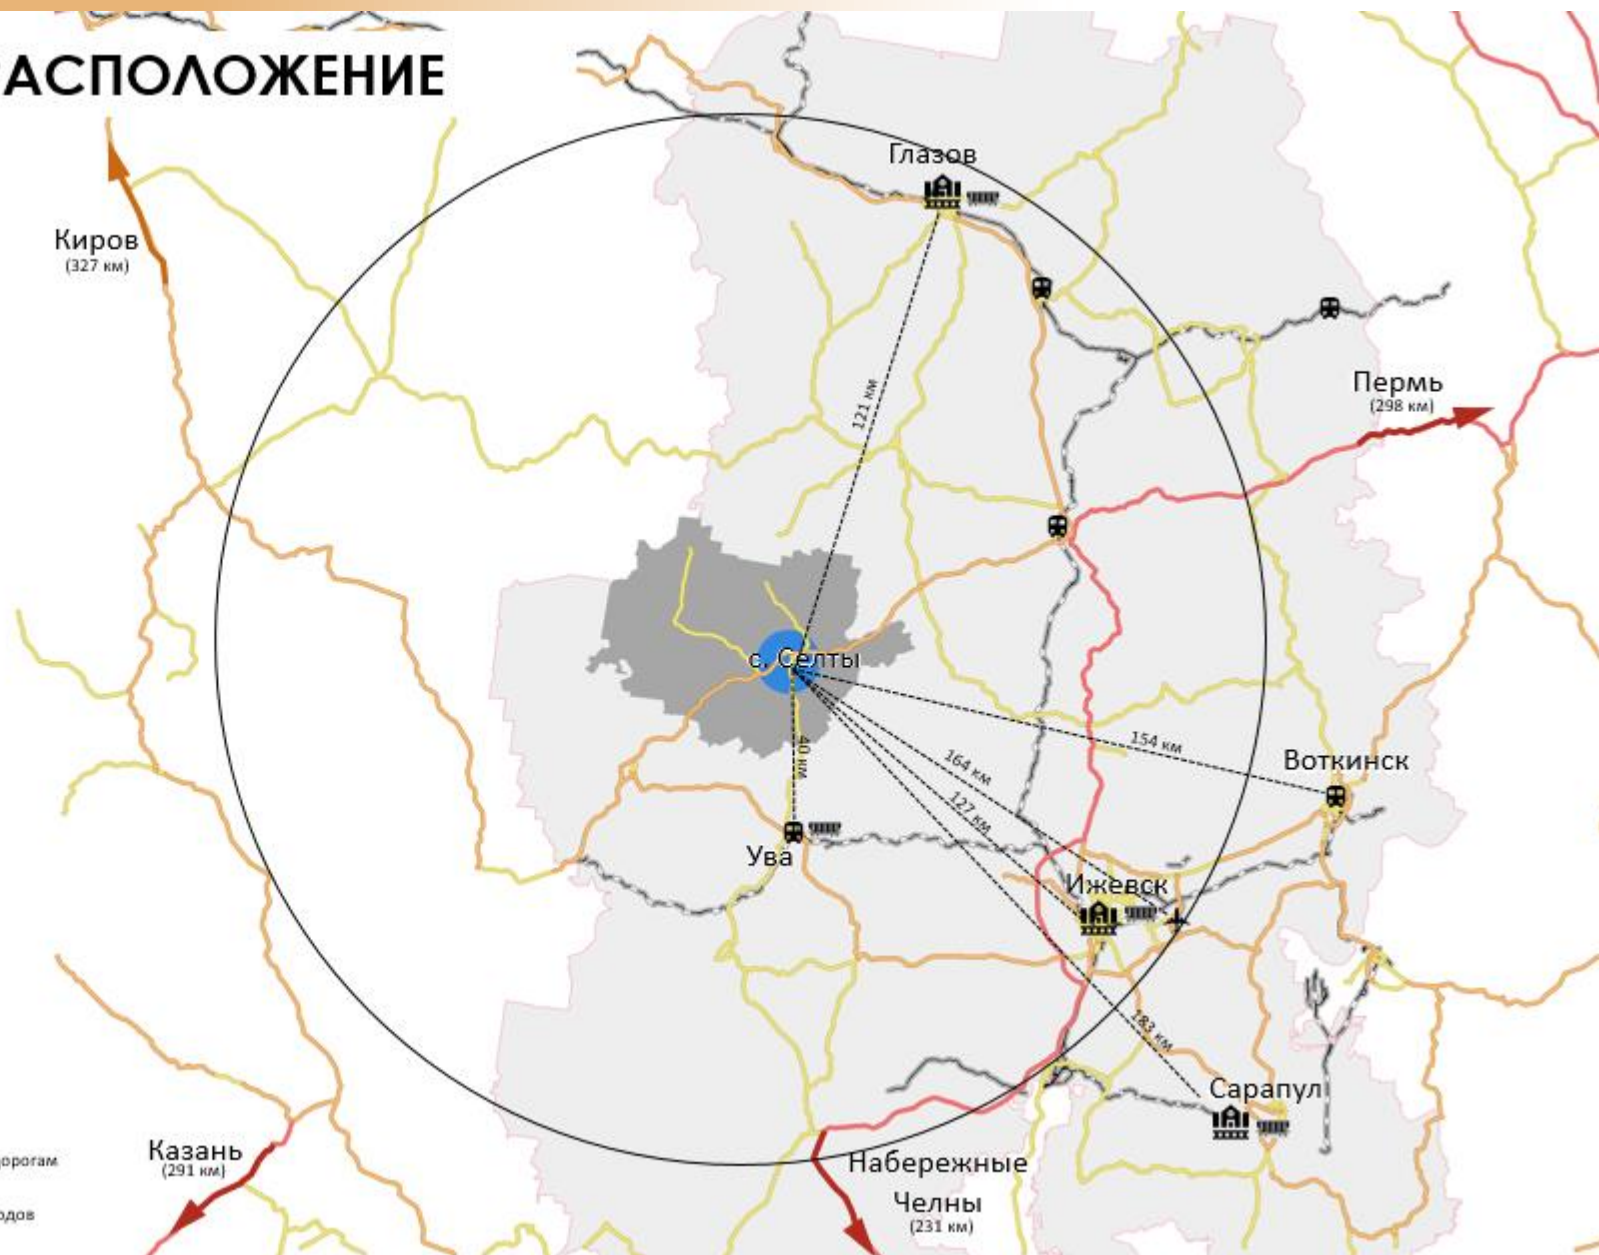 АСПОЛОЖЕНИЕ
Глазов
Киров
(327 км)
Пермь
(298 км)
121 км
с. Селты
40 км
154 км
164 км
127 км
Воткинск
Ува
Ижевск
183 км
Сарапул
Казань
(291 км)
Набережные
Челны
(231 км)